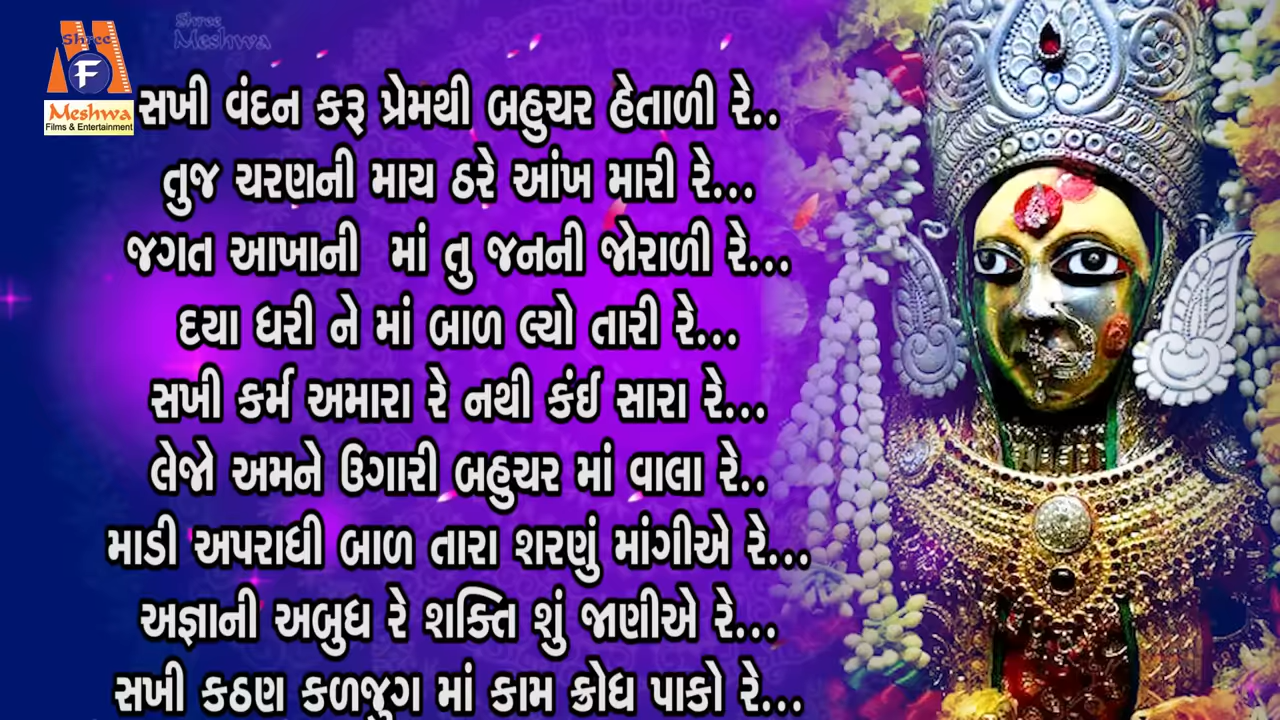 Shree
Meshwa
Shree
F
Meshwa
Films & Entertainment
સખી વંદન કરૂ પ્રેમથી બહુચર હેતાળી રે..
તુજ ચરણની માય ઠરે આંખ મારી રે...
જગત આખાની માં તુ જનની જોરાળી રે...
દયા ધરી ને માં બાળ લ્યો તારી રે...
સખી કર્મ અમારા રે નથી કંઈ સારા રે...
લેજો અમને ઉગારી બહુચર માં વાલા રે..
માડી અપરાધી બાળ તારા શરણું માંગીએ રે...
અજ્ઞાની અબુધ રે શક્તિ શું જાણીએ રે...
સખી કઠણ કળજુગ માં કામ ક્રોધ પાકો રે...